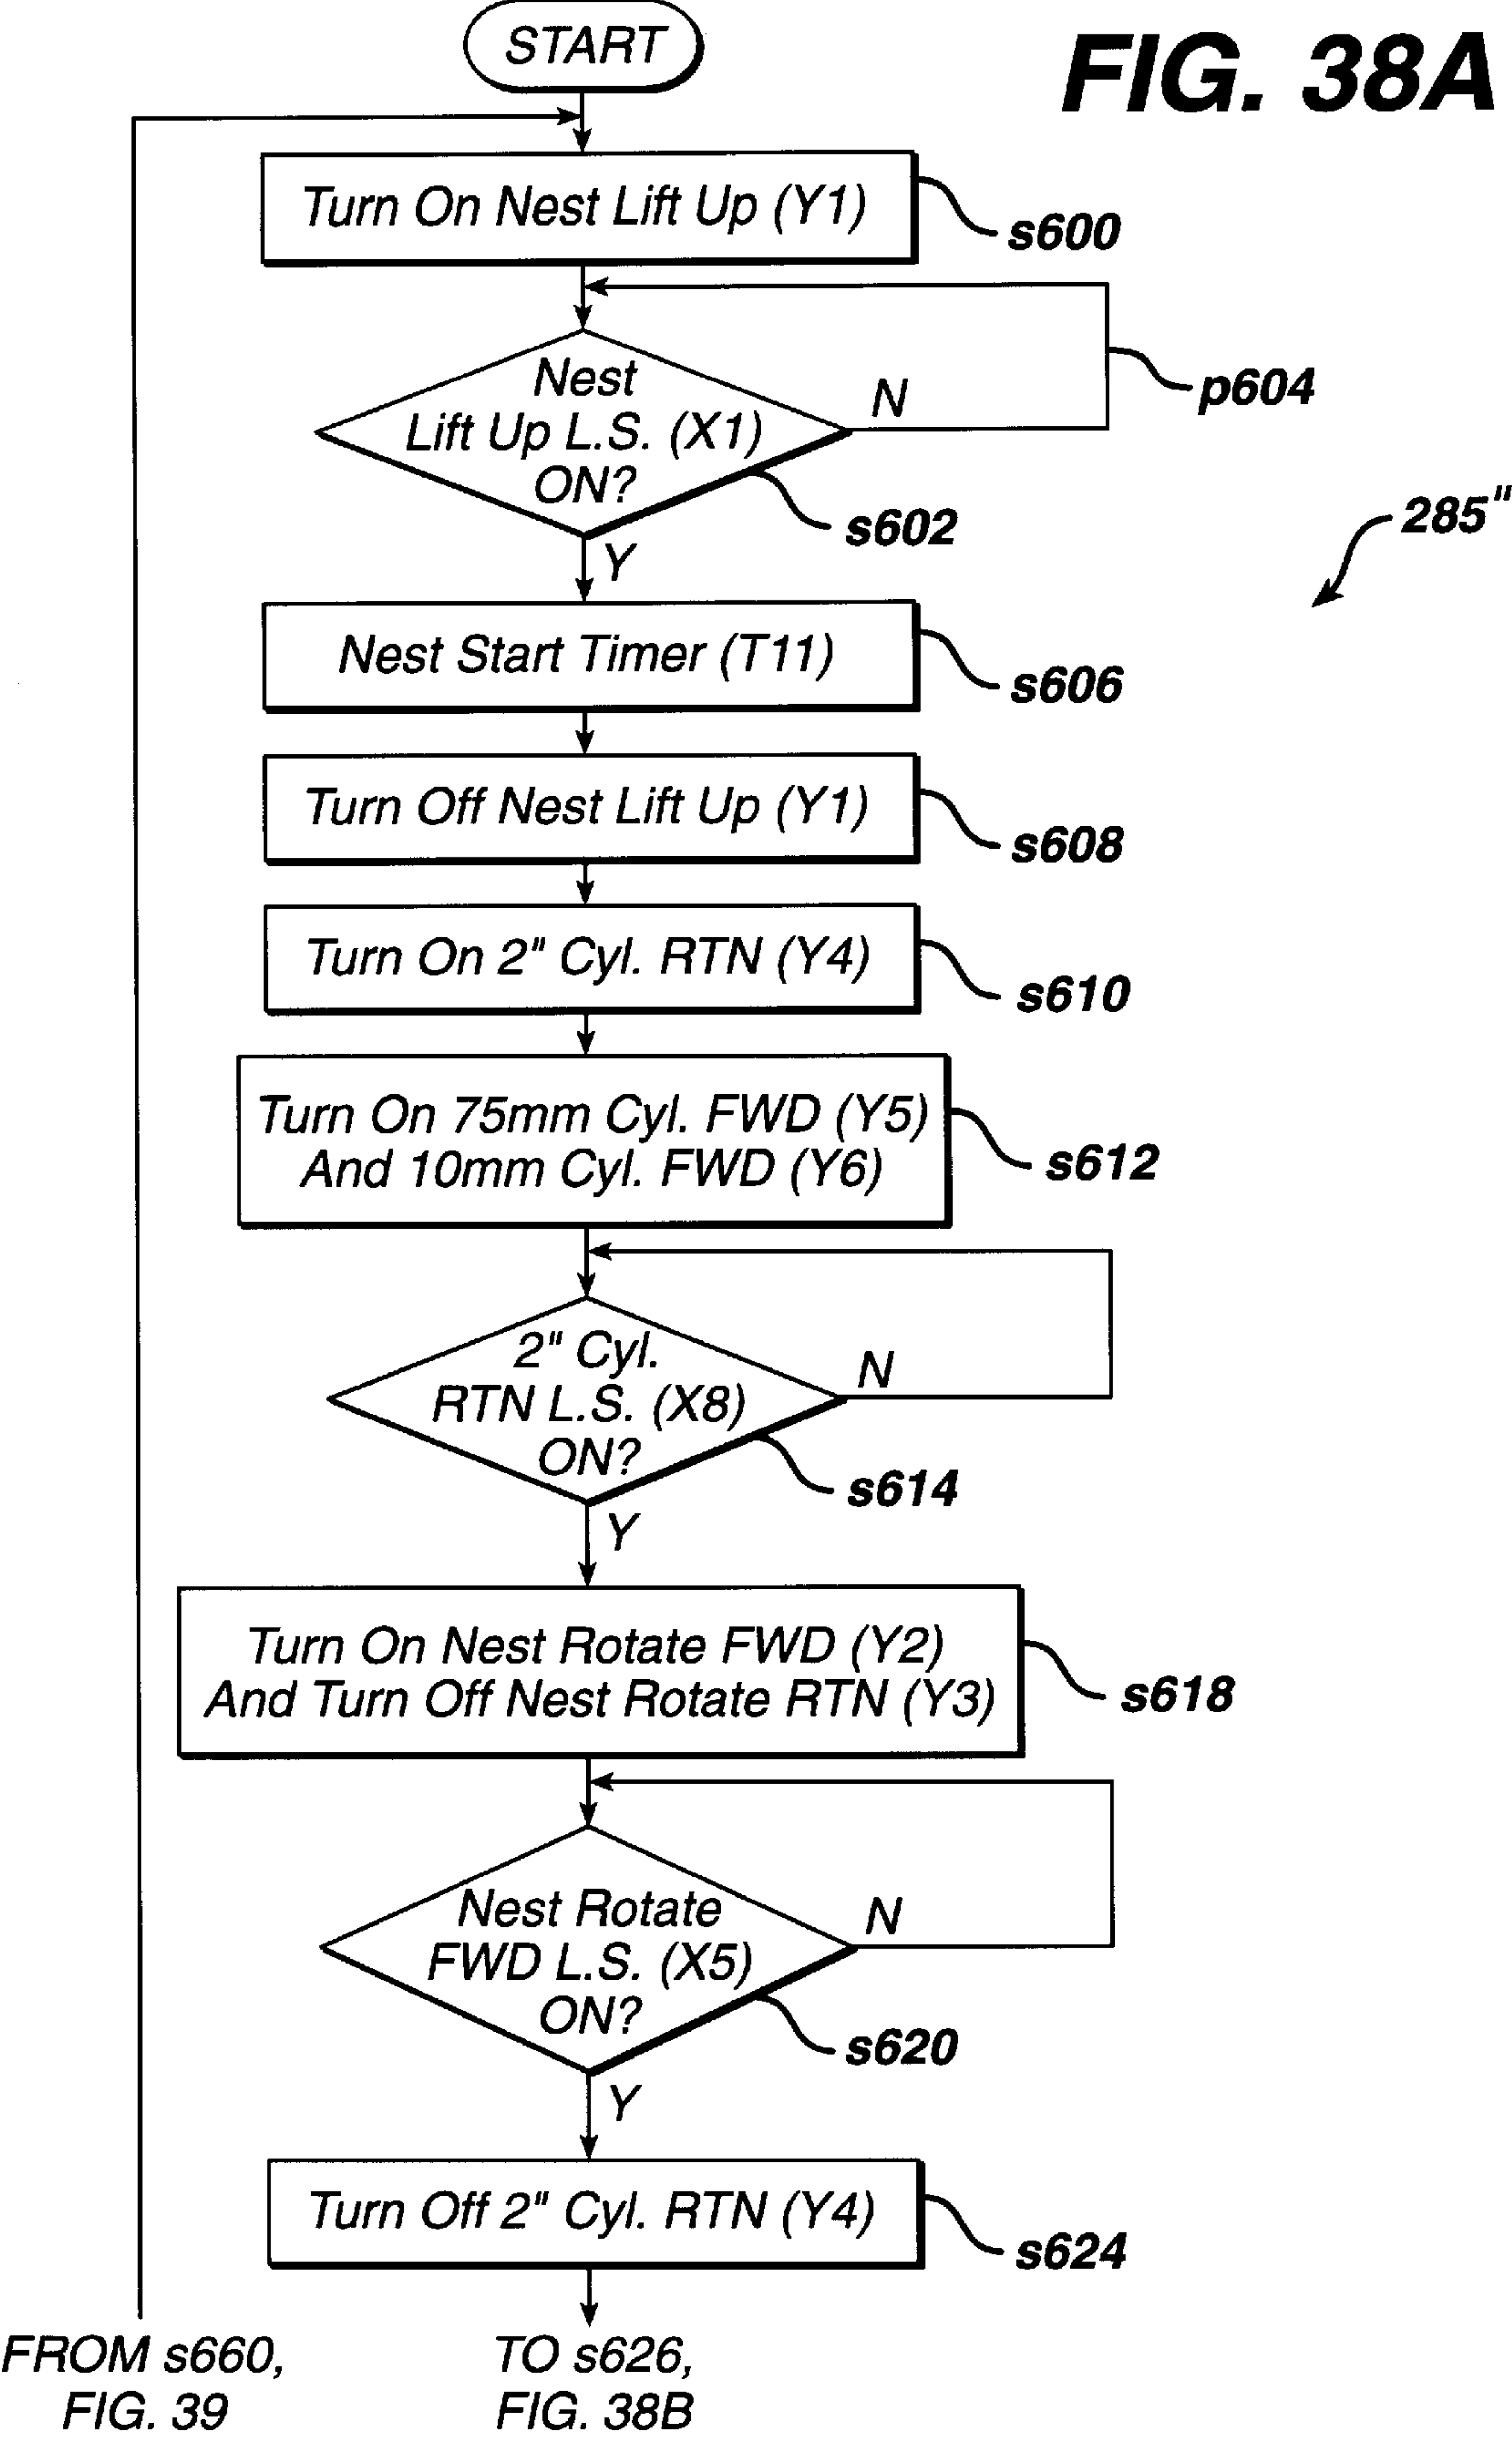 START
FIG. 38A
Turn On Nest Lift Up (Y1)
s600
Nest
Lift Up L.S. (X1)
ON?
N
p604
s602
285"
Y
Nest Start Timer (T11)
s606
Turn Off Nest Lift Up (Y1)
s608
Turn On 2" Cyl. RTN (Y4)
s610
Turn On 75mm Cyl. FWD (Y5)
And 10mm Cyl. FWD (Y6)
s612
2" Cyl.
RTN L.S. (X8)
ON?
N
s614
Y
Turn On Nest Rotate FWD (Y2)
And Turn Off Nest Rotate RTN (Y3)
s618
Nest Rotate
FWD L.S. (X5)
ON?
N
s620
Y
Turn Off 2" Cyl. RTN (Y4)
s624
FROM s660,
FIG. 39
TO s626,
FIG. 38B